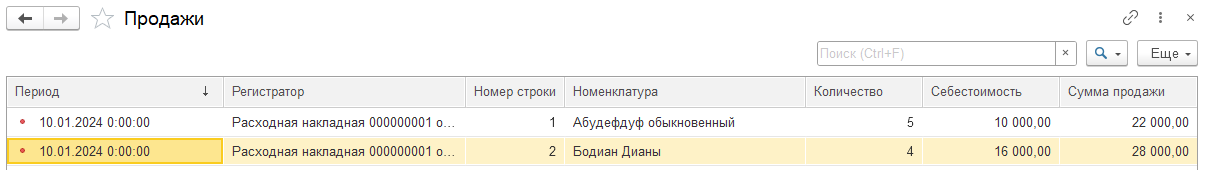 Продажи
Поиск (Ctrl+F)
Еще
Период Регистратор Номер строки Номенклатура Количество Себестоимость Сумма продажи
10.01.2024 0:00:00 Расходная накладная 000000001 о... 1 Абудефдуф обыкновенный 5 10 000,00 22 000,00
10.01.2024 0:00:00 Расходная накладная 000000001 о... 2 Бодиан Дианы 4 16 000,00 28 000,00